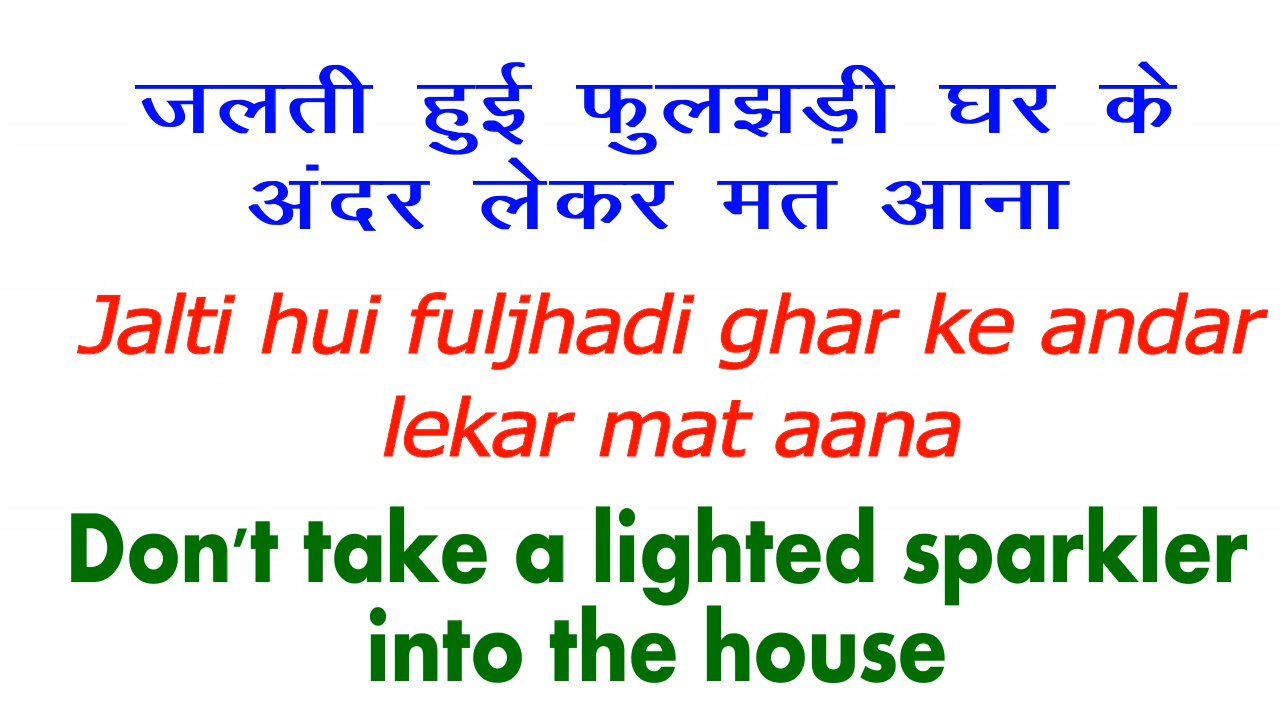 जलती हुई फुलझड़ी घर के
अंदर लेकर मत आना
Jalti hui fuljhadi ghar ke andar
lekar mat aana
Don't take a lighted sparkler
into the house